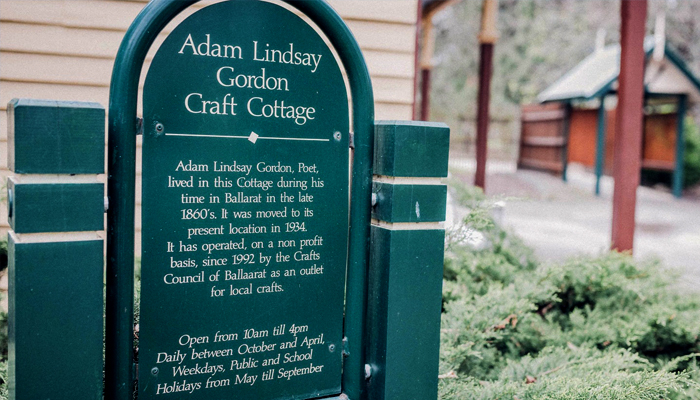 Adam Lindsay
Gordon
Craft Cottage
Adam Lindsay Gordon, Poet,
lived in this Cottage during his
time in Ballarat in the late
1860's. It was moved to its
present location in 1934.
It has operated, on a non profit
basis, since 1992 by the Crafts
Council of Ballaarat as an outlet
for local crafts.
Open from 10am till 4pm
Daily between October and April,
Weekdays, Public and School
Holidays from May till September